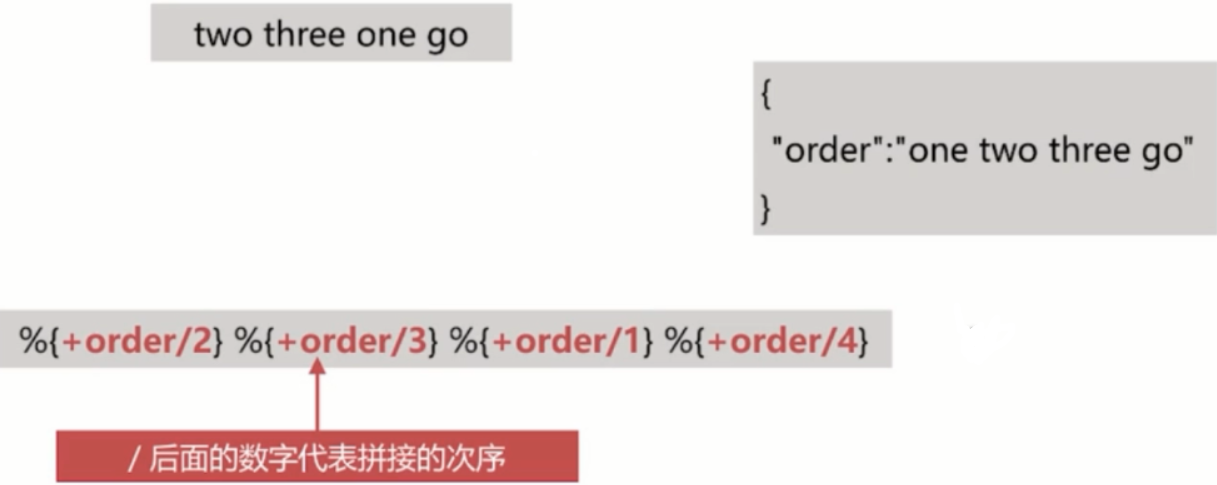 two three one go
{
"order":"one two three go"
}
%{+order/2} %{+order/3} %{+order/1} %{+order/4}
/ 后面的数字代表拼接的次序